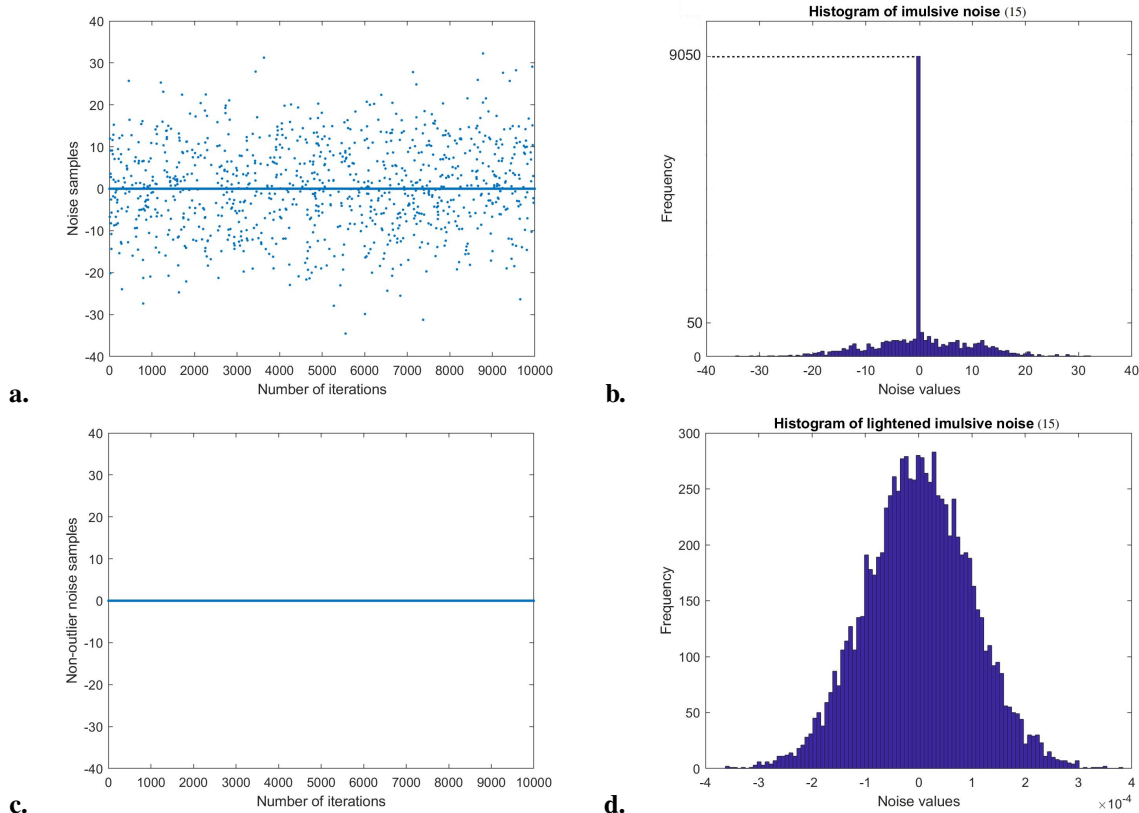 40
30
20
10
0
-10
-20
-30
-40
Noise samples
0 1000 2000 3000 4000 5000 6000 7000 8000 9000 10000
Number of iterations
a.
Histogram of imulsive noise (15)
9050
50
0
Frequency
-40 -30 -20 -10 0 10 20 30 40
Noise values
b.
40
30
20
10
0
-10
-20
-30
-40
Non-outlier noise samples
0 1000 2000 3000 4000 5000 6000 7000 8000 9000 10000
Number of iterations
c.
Histogram of lightened imulsive noise (15)
300
250
200
150
100
50
0
Frequency
-4 -3 -2 -1 0 1 2 3 4
Noise values
×10⁻⁴
d.